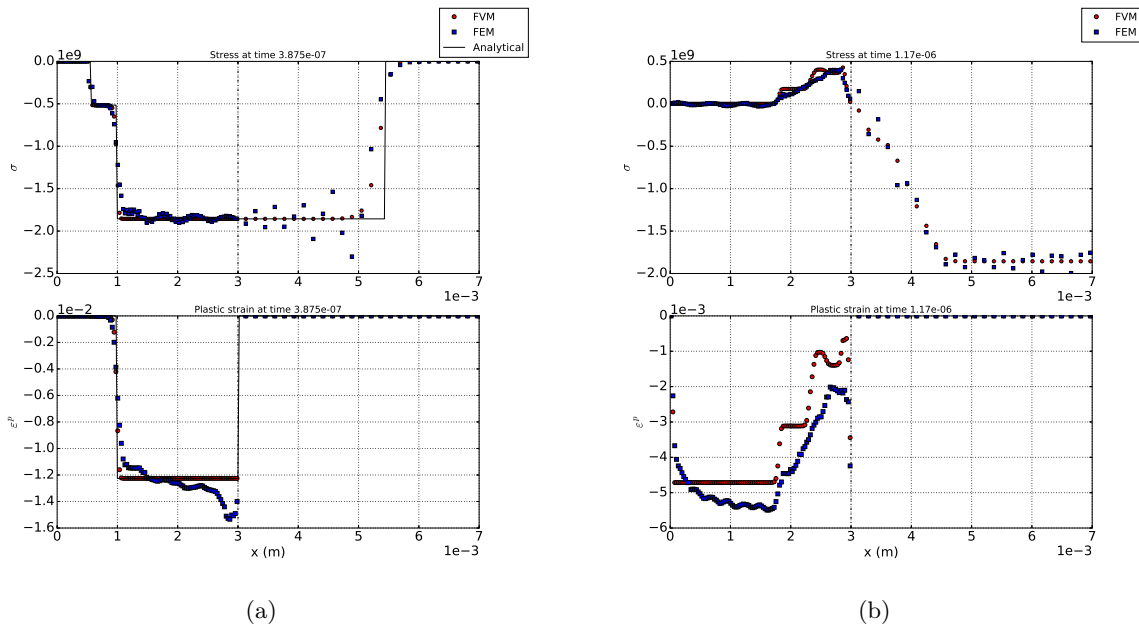 FVM
FEM
Analytical
1e9
Stress at time 3.875e-07
0.0
−0.5
−1.0
−1.5
−2.0
−2.5
σ
0 1 2 3 4 5 6 7
1e−3
1e−2
Plastic strain at time 3.875e-07
0.0
−0.2
−0.4
−0.6
−0.8
−1.0
−1.2
−1.4
−1.6
εᵖ
0 1 2 3 4 5 6 7
x (m)
1e−3
(a)
FVM
FEM
1e9
Stress at time 1.17e-06
0.5
0.0
−0.5
−1.0
−1.5
−2.0
σ
0 1 2 3 4 5 6 7
1e−3
1e−3
Plastic strain at time 1.17e-06
0
−1
−2
−3
−4
−5
−6
εᵖ
0 1 2 3 4 5 6 7
x (m)
1e−3
(b)